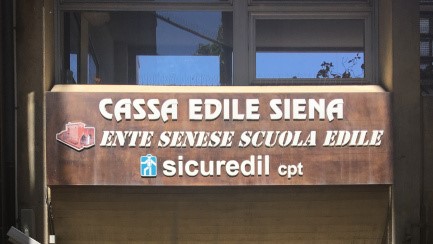 CASSA EDILE SIENA
ENTE SENESE SCUOLA EDILE
sicuredil cpt